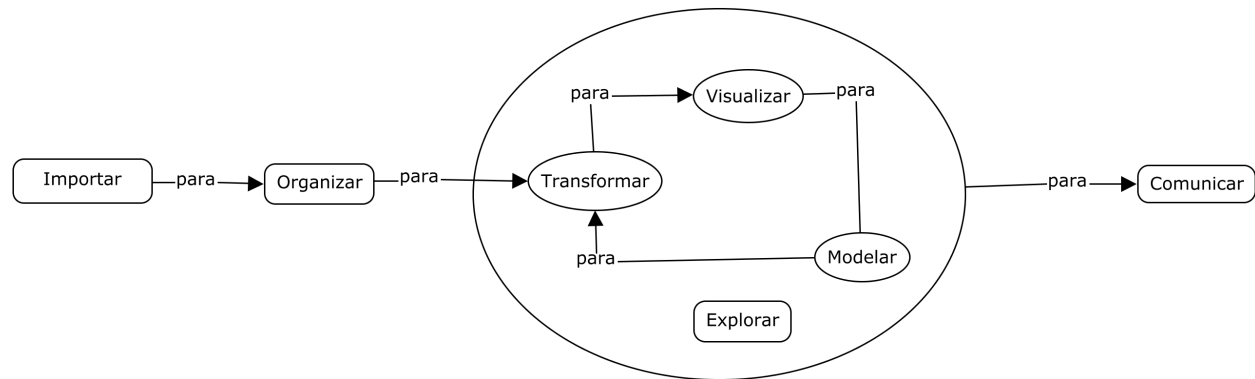 Importar
para
Organizar
para
Transformar
para
Visualizar
para
Modelar
para
Explorar
para
Comunicar